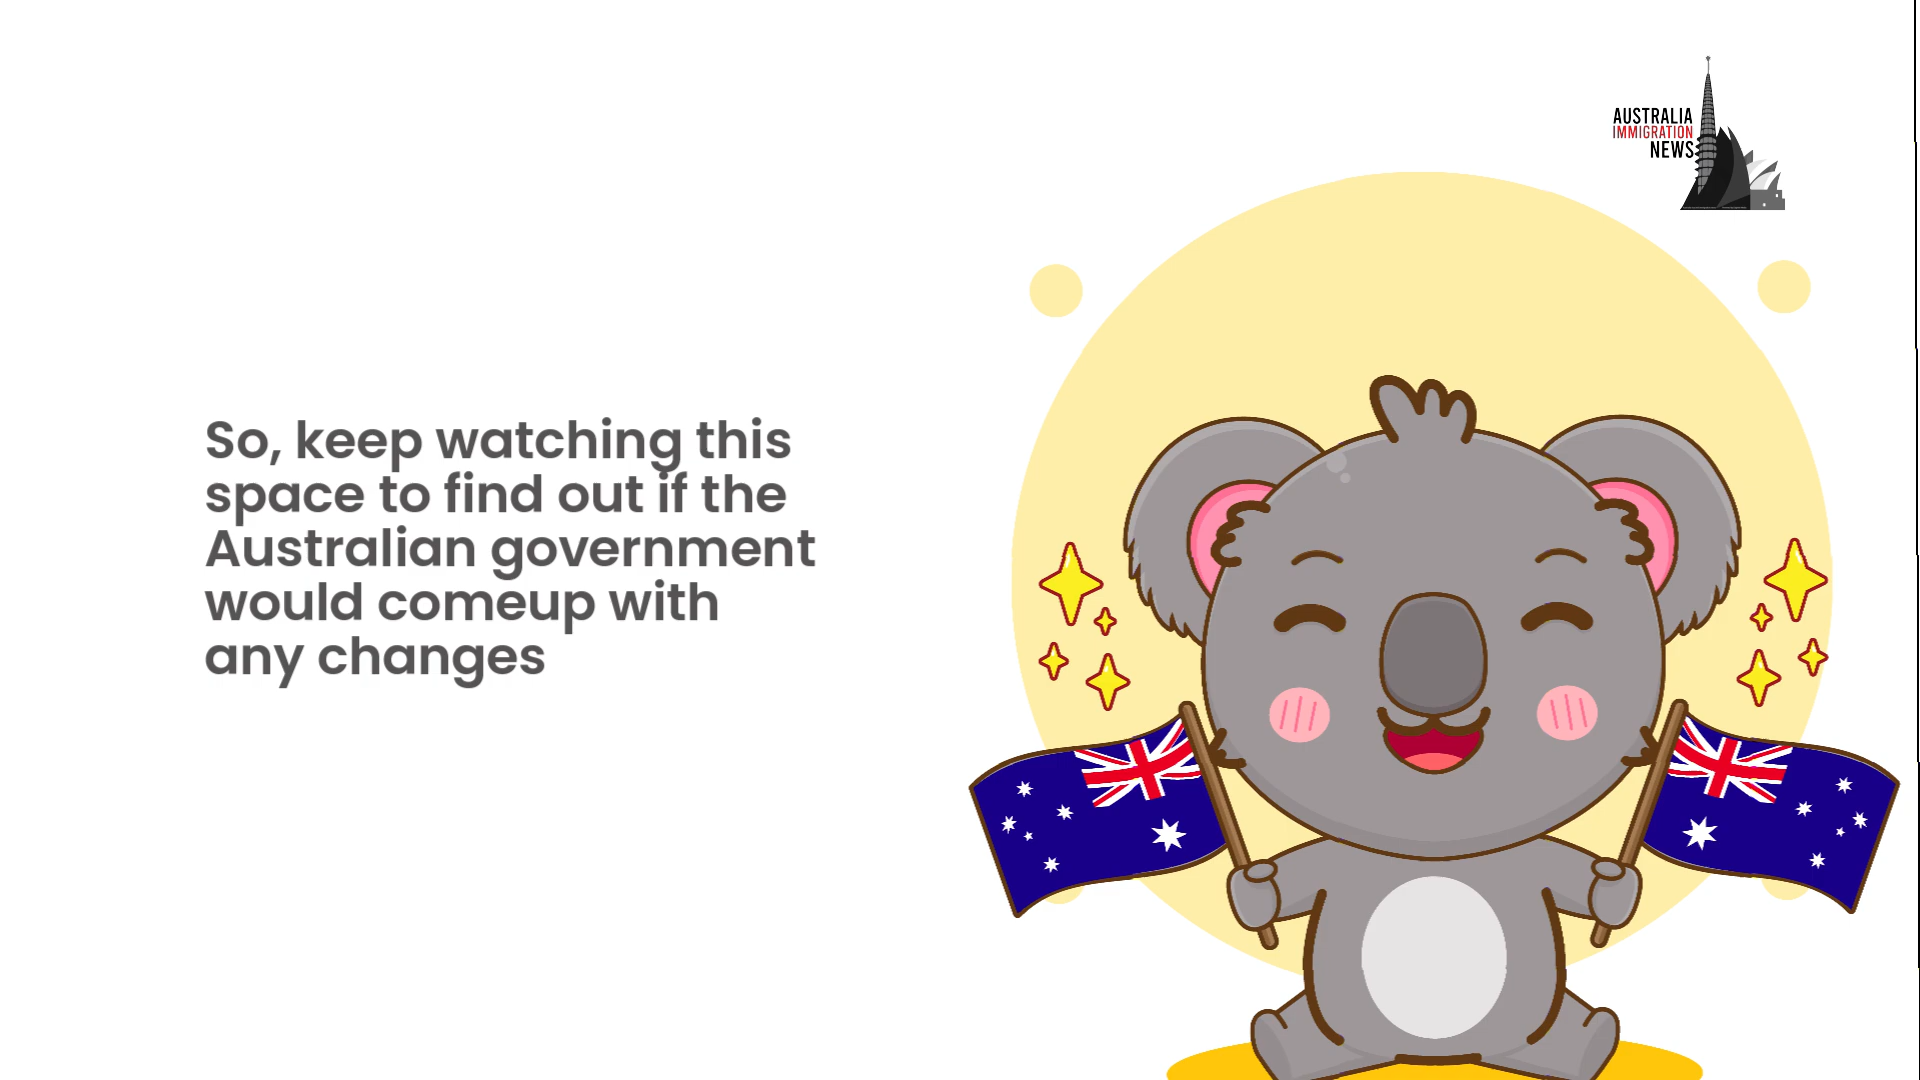 AUSTRALIA
IMMIGRATION
NEWS
So, keep watching this
space to find out if the
Australian government
would comeup with
any changes